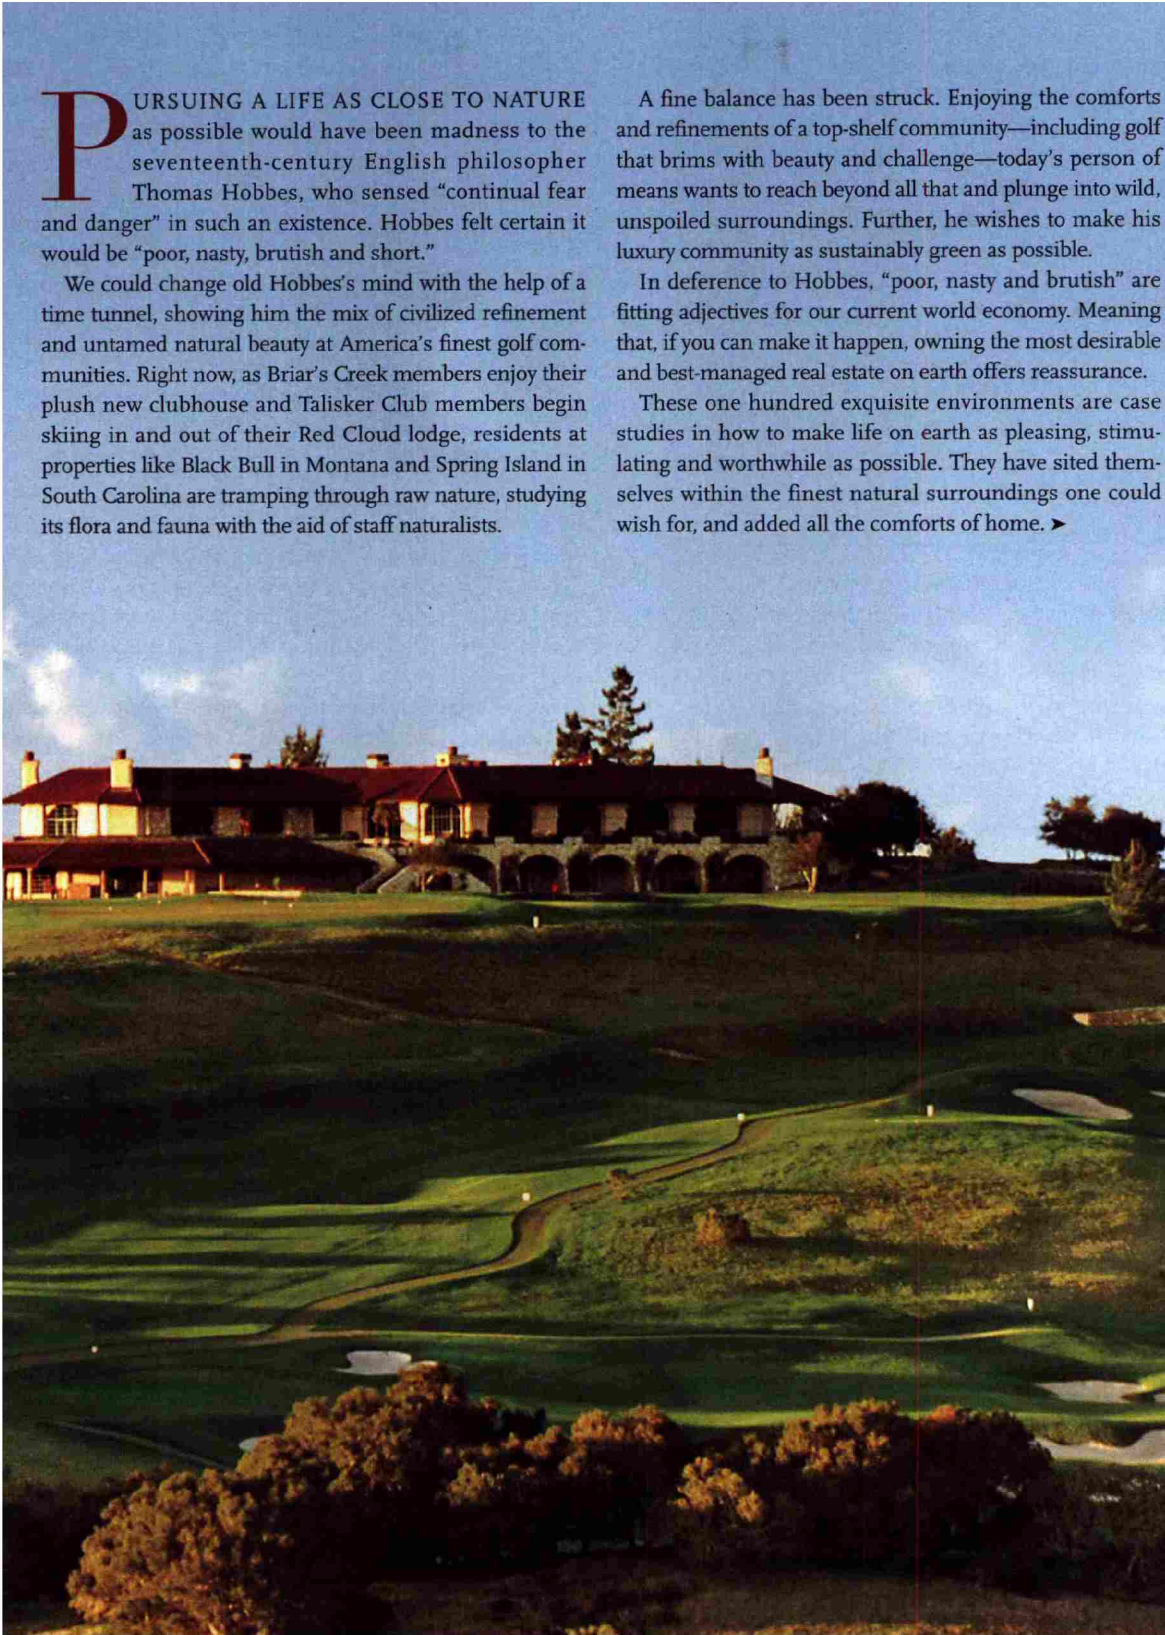 PURSUING A LIFE AS CLOSE TO NATURE
as possible would have been madness to the
seventeenth-century English philosopher
Thomas Hobbes, who sensed “continual fear
and danger” in such an existence. Hobbes felt certain it
would be “poor, nasty, brutish and short.”
We could change old Hobbes’s mind with the help of a
time tunnel, showing him the mix of civilized refinement
and untamed natural beauty at America’s finest golf com-
munities. Right now, as Briar’s Creek members enjoy their
plush new clubhouse and Talisker Club members begin
skiing in and out of their Red Cloud lodge, residents at
properties like Black Bull in Montana and Spring Island in
South Carolina are tramping through raw nature, studying
its flora and fauna with the aid of staff naturalists.
A fine balance has been struck. Enjoying the comforts
and refinements of a top-shelf community—including golf
that brims with beauty and challenge—today’s person of
means wants to reach beyond all that and plunge into wild,
unspoiled surroundings. Further, he wishes to make his
luxury community as sustainably green as possible.
In deference to Hobbes, “poor, nasty and brutish” are
fitting adjectives for our current world economy. Meaning
that, if you can make it happen, owning the most desirable
and best-managed real estate on earth offers reassurance.
These one hundred exquisite environments are case
studies in how to make life on earth as pleasing, stimu-
lating and worthwhile as possible. They have sited them-
selves within the finest natural surroundings one could
wish for, and added all the comforts of home. ➤